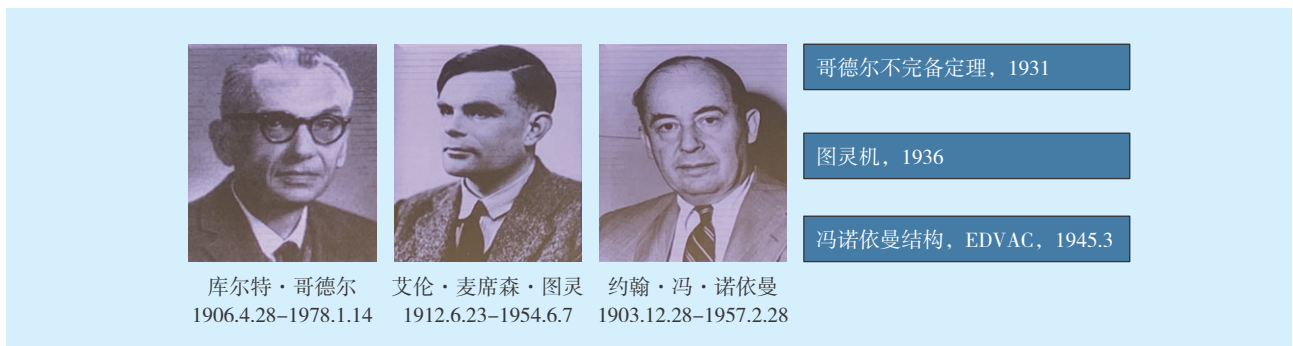 哥德尔不完备定理，1931
图灵机，1936
冯诺依曼结构，EDVAC，1945.3
库尔特·哥德尔
1906.4.28–1978.1.14
艾伦·麦席森·图灵
1912.6.23–1954.6.7
约翰·冯·诺依曼
1903.12.28–1957.2.28